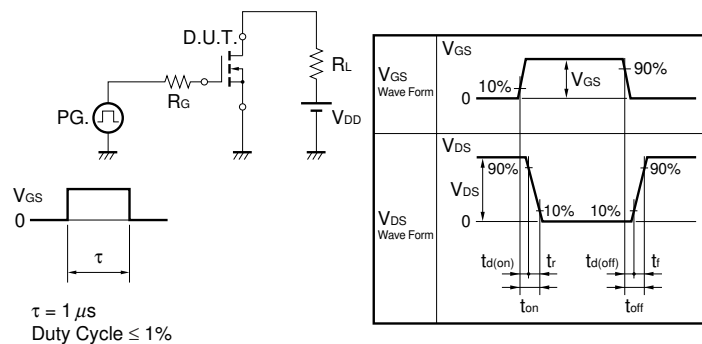 D.U.T.
RL
RG
PG.
VDD
VGS
0
τ
τ = 1 μs
Duty Cycle ≤ 1%
VGS
Wave Form
VGS
10%
0
VGS
90%
VDS
Wave Form
VDS
VDS
90%
90%
10%
10%
0
td(on)
tr
td(off)
tf
ton
toff